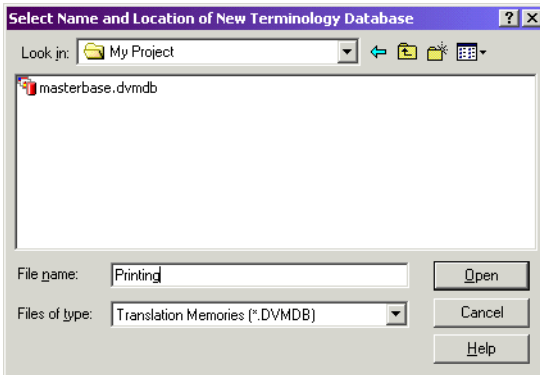 Select Name and Location of New Terminology Database
Look in: My Project
masterbase.dvmdb
File name: Printing Open
Files of type: Translation Memories (*.DVMDB) Cancel
Help